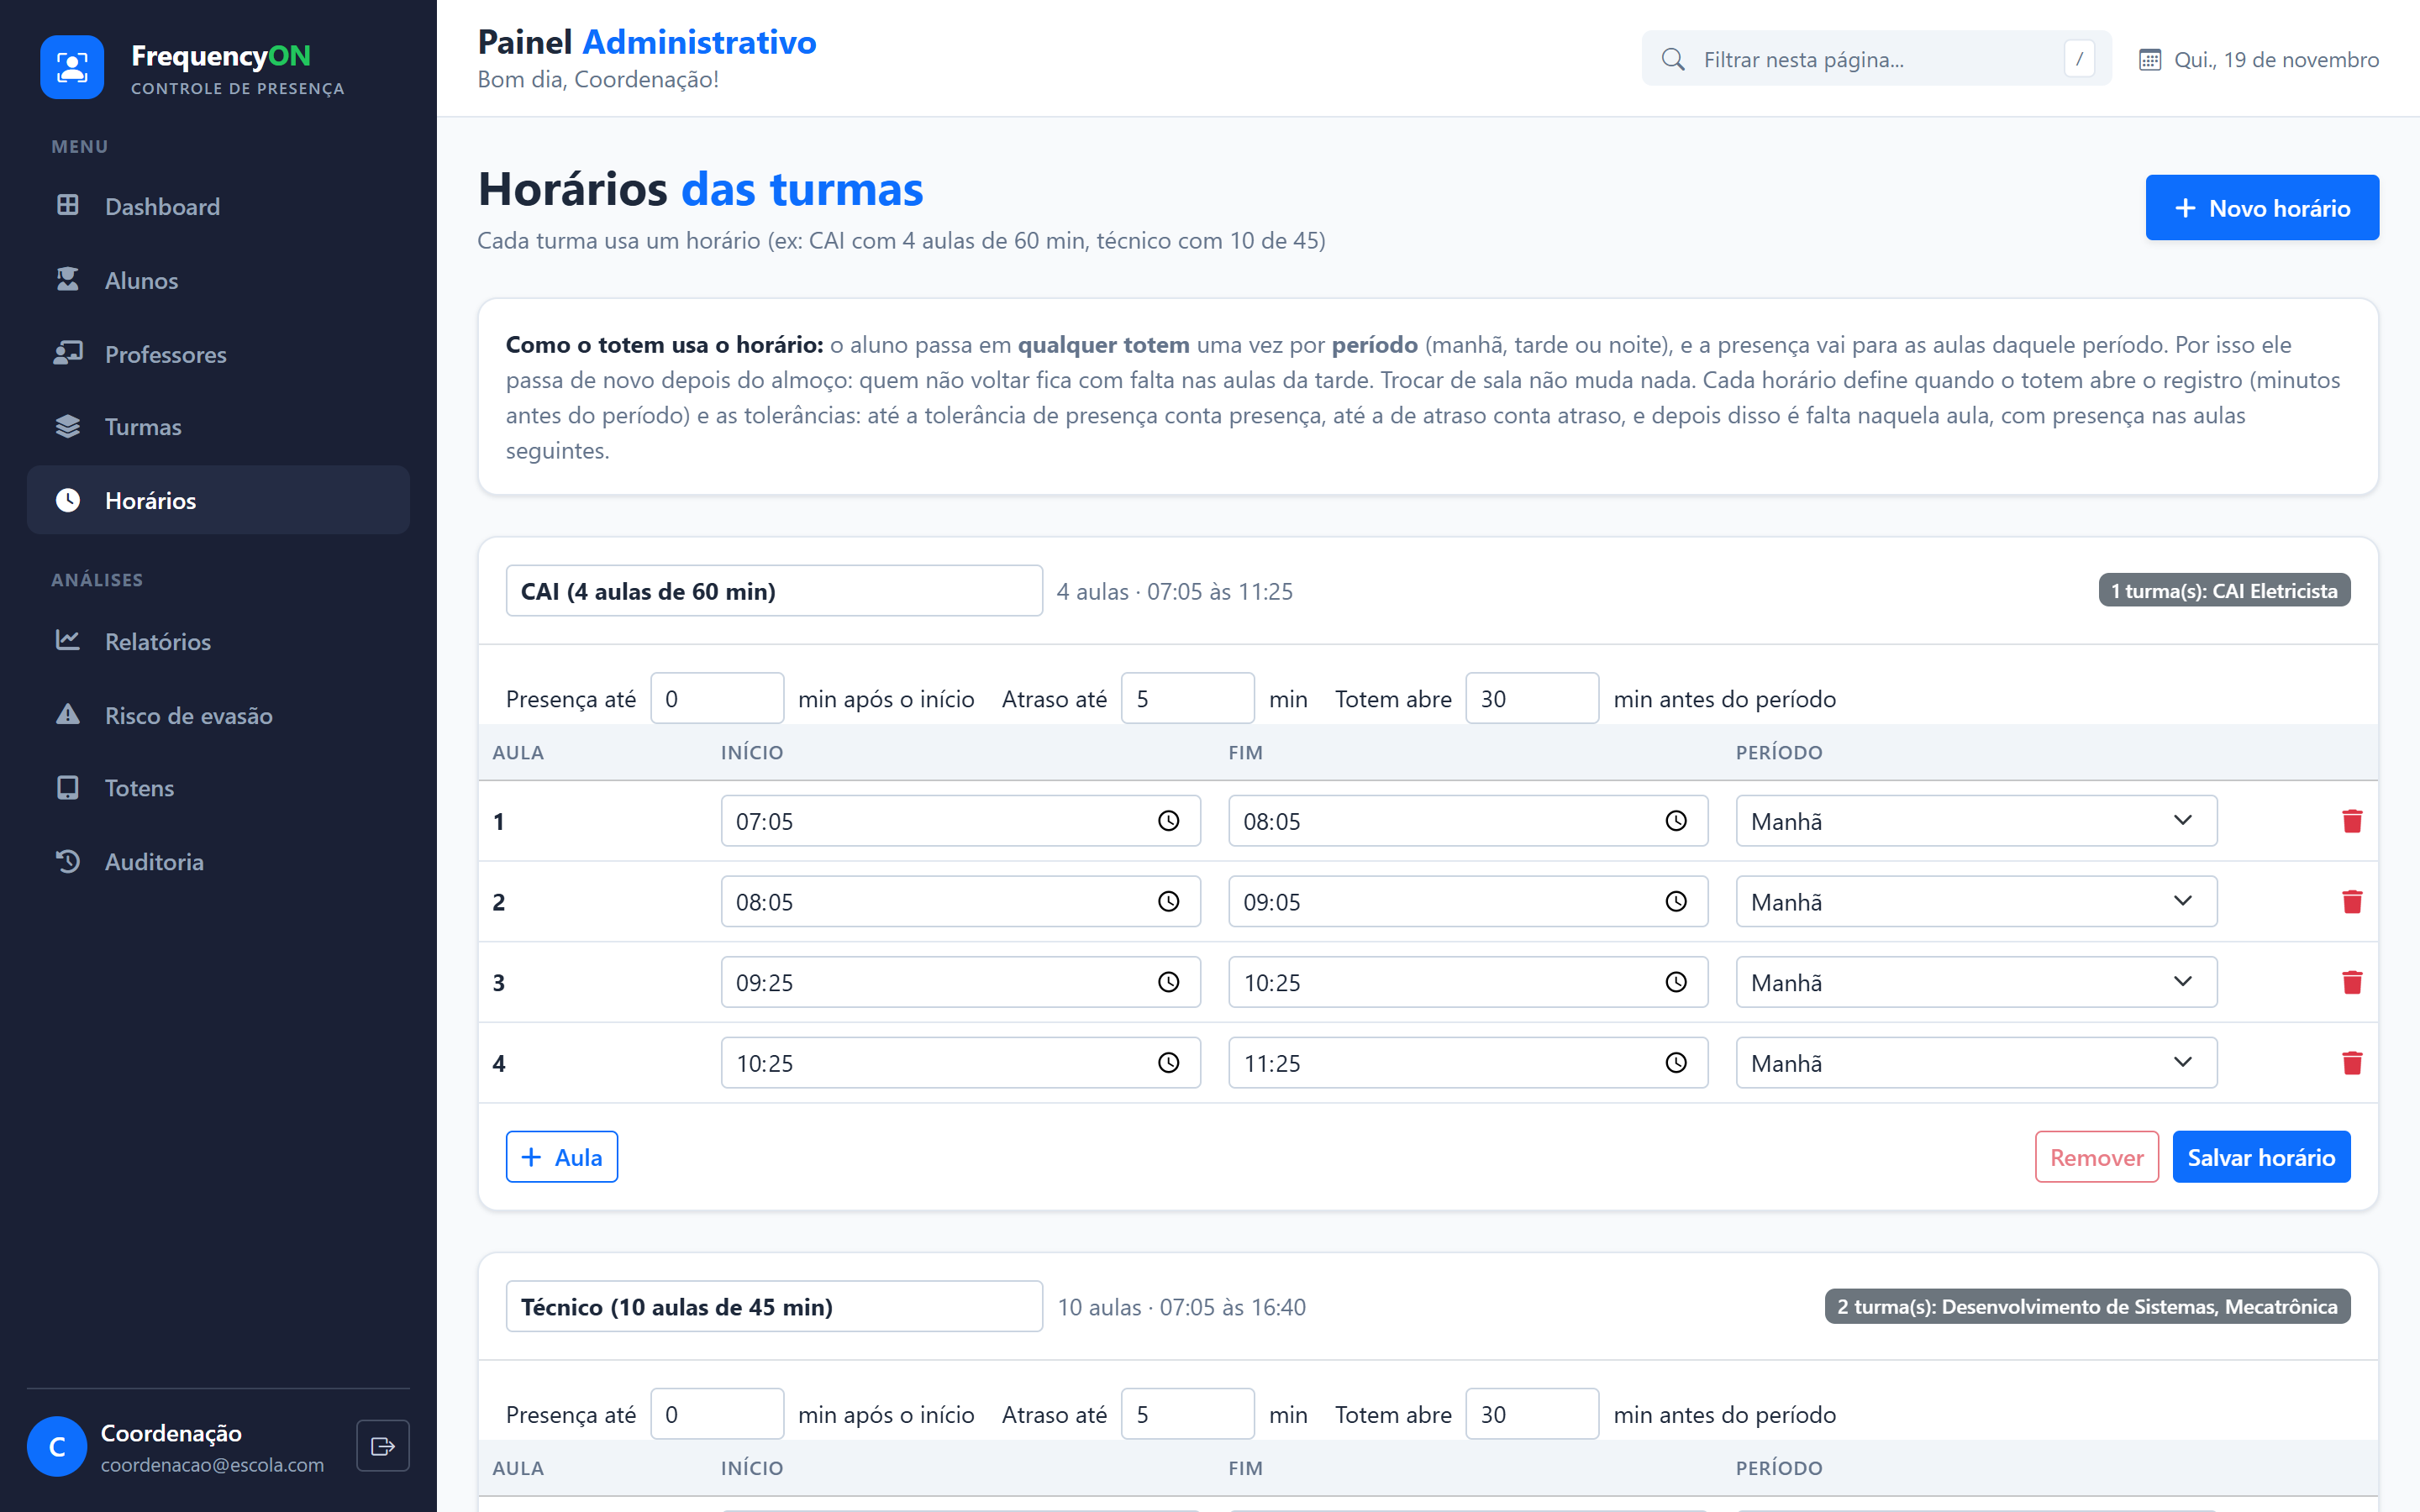 FrequencyON
CONTROLE DE PRESENÇA
MENU
Dashboard
Alunos
Professores
Turmas
Horários
ANÁLISES
Relatórios
Risco de evasão
Totens
Auditoria
C
Coordenação
coordenacao@escola.com
Painel Administrativo
Bom dia, Coordenação!
Filtrar nesta página...
/
Qui., 19 de novembro
Horários das turmas
Cada turma usa um horário (ex: CAI com 4 aulas de 60 min, técnico com 10 de 45)
+ Novo horário
Como o totem usa o horário: o aluno passa em qualquer totem uma vez por período (manhã, tarde ou noite), e a presença vai para as aulas daquele período. Por isso ele
passa de novo depois do almoço: quem não voltar fica com falta nas aulas da tarde. Trocar de sala não muda nada. Cada horário define quando o totem abre o registro (minutos
antes do período) e as tolerâncias: até a tolerância de presença conta presença, até a de atraso conta atraso, e depois disso é falta naquela aula, com presença nas aulas
seguintes.
CAI (4 aulas de 60 min) 4 aulas · 07:05 às 11:25 1 turma(s): CAI Eletricista
Presença até 0 min após o início Atraso até 5 min Totem abre 30 min antes do período
AULA INÍCIO FIM PERÍODO
1 07:05 08:05 Manhã
2 08:05 09:05 Manhã
3 09:25 10:25 Manhã
4 10:25 11:25 Manhã
+ Aula Remover Salvar horário
Técnico (10 aulas de 45 min) 10 aulas · 07:05 às 16:40 2 turma(s): Desenvolvimento de Sistemas, Mecatrônica
Presença até 0 min após o início Atraso até 5 min Totem abre 30 min antes do período
AULA INÍCIO FIM PERÍODO